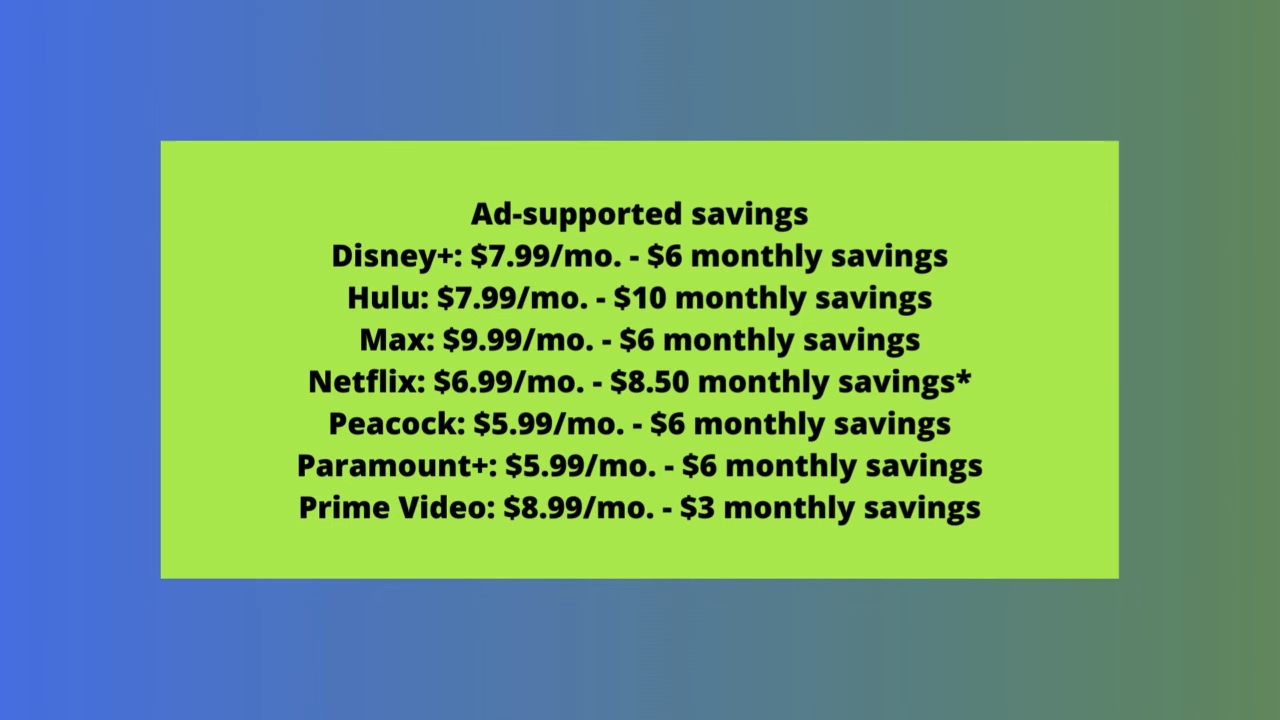 Ad-supported savings
Disney+: $7.99/mo. - $6 monthly savings
Hulu: $7.99/mo. - $10 monthly savings
Max: $9.99/mo. - $6 monthly savings
Netflix: $6.99/mo. - $8.50 monthly savings*
Peacock: $5.99/mo. - $6 monthly savings
Paramount+: $5.99/mo. - $6 monthly savings
Prime Video: $8.99/mo. - $3 monthly savings